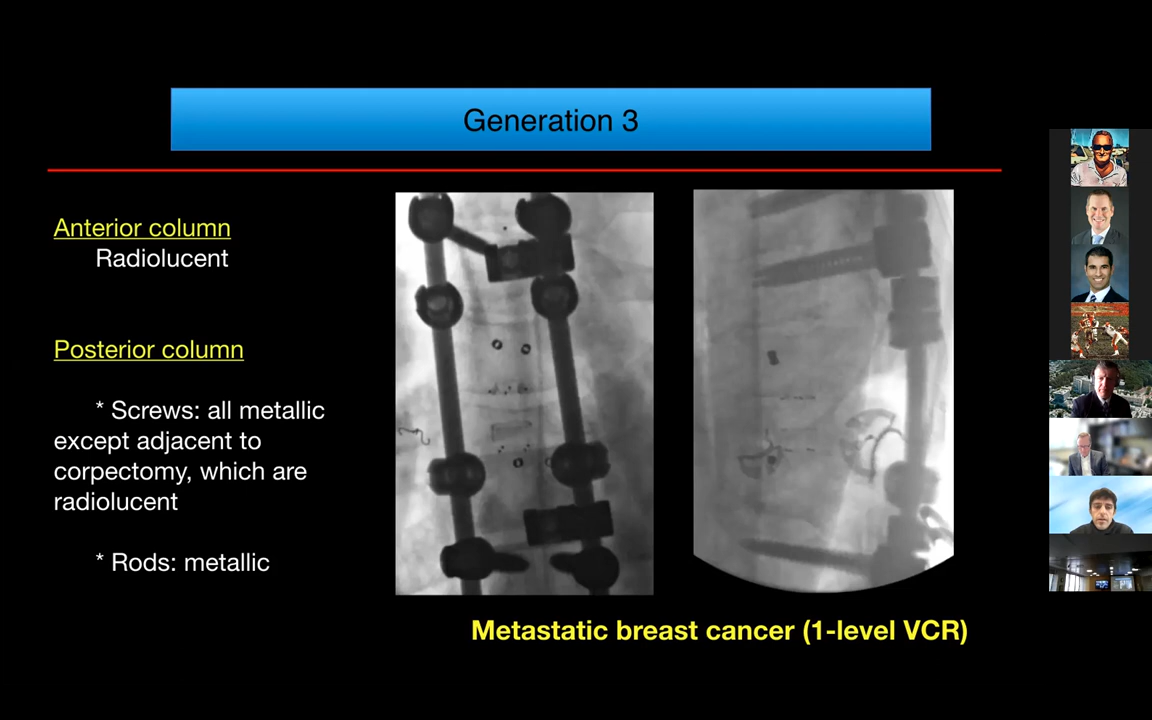 Generation 3
Anterior column
Radiolucent
Posterior column
* Screws: all metallic
except adjacent to
corpectomy, which are
radiolucent
* Rods: metallic
Metastatic breast cancer (1-level VCR)